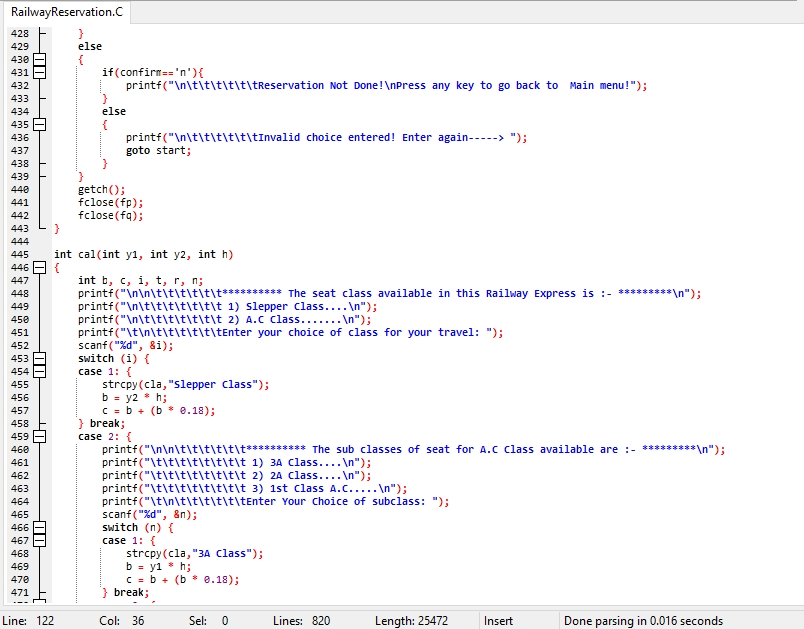 RailwayReservation.C
428 }
429 else
430 {
431 if(confirm=='n'){
432 printf("\n\t\t\t\t\t\tReservation Not Done!\nPress any key to go back to  Main menu!");
433 }
434 else
435 {
436 printf("\n\t\t\t\t\t\tInvalid choice entered! Enter again-----> ");
437 goto start;
438 }
439 }
440 getch();
441 fclose(fp);
442 fclose(fq);
443 }
444
445 int cal(int y1, int y2, int h)
446 {
447 int b, c, i, t, r, n;
448 printf("\n\n\t\t\t\t\t\t********** The seat class available in this Railway Express is :- *********\n");
449 printf("\n\t\t\t\t\t\t\t 1) Slepper Class....\n");
450 printf("\n\t\t\t\t\t\t\t 2) A.C Class.......\n");
451 printf("\t\n\t\t\t\t\t\tEnter your choice of class for your travel: ");
452 scanf("%d", &i);
453 switch (i) {
454 case 1: {
455 strcpy(cla,"Slepper Class");
456 b = y2 * h;
457 c = b + (b * 0.18);
458 } break;
459 case 2: {
460 printf("\n\n\t\t\t\t\t\t********** The sub classes of seat for A.C Class available are :- *********\n");
461 printf("\t\t\t\t\t\t\t\t 1) 3A Class....\n");
462 printf("\t\t\t\t\t\t\t\t 2) 2A Class....\n");
463 printf("\t\t\t\t\t\t\t\t 3) 1st Class A.C.....\n");
464 printf("\t\n\t\t\t\t\t\tEnter Your Choice of subclass: ");
465 scanf("%d", &n);
466 switch (n) {
467 case 1: {
468 strcpy(cla,"3A Class");
469 b = y1 * h;
470 c = b + (b * 0.18);
471 } break;
Line: 122 Col: 36 Sel: 0 Lines: 820 Length: 25472 Insert Done parsing in 0.016 seconds